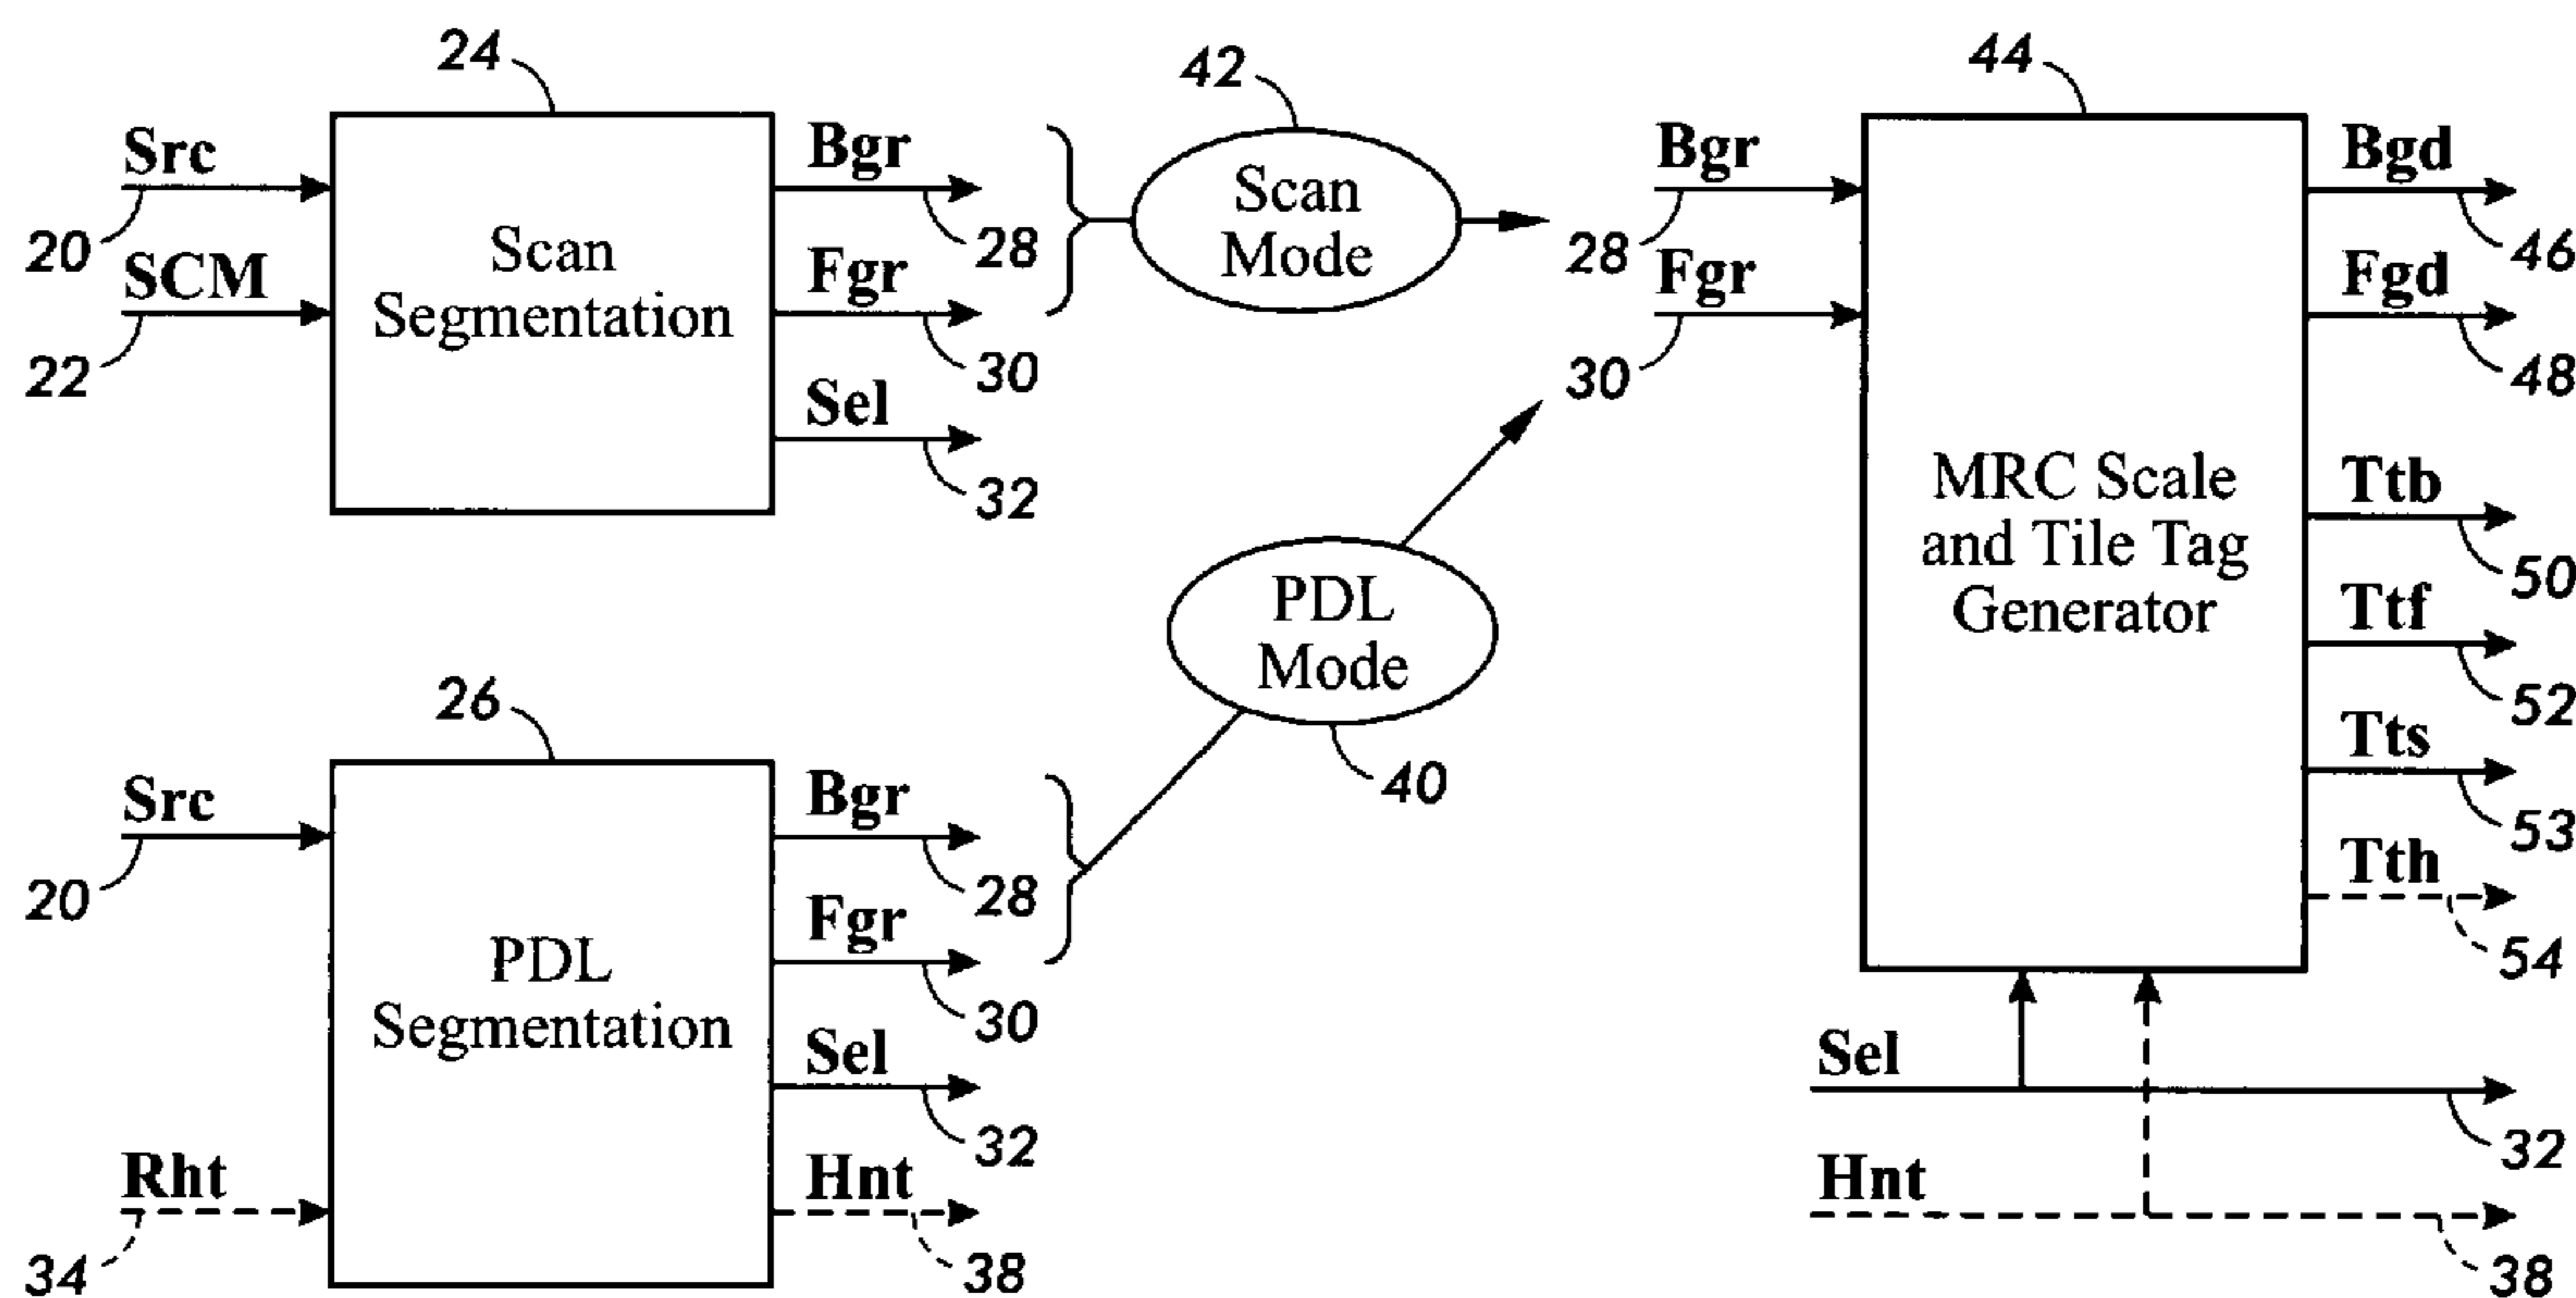 24
Src
20
SCM
22
Scan
Segmentation
Bgr
28
Fgr
30
Sel
32
42
Scan
Mode
26
Src
20
Rht
34
PDL
Segmentation
Bgr
28
Fgr
30
Sel
32
Hnt
38
PDL
Mode
40
44
Bgr
28
Fgr
30
MRC Scale
and Tile Tag
Generator
Bgd
46
Fgd
48
Ttb
50
Ttf
52
Tts
53
Tth
54
Sel
32
Hnt
38